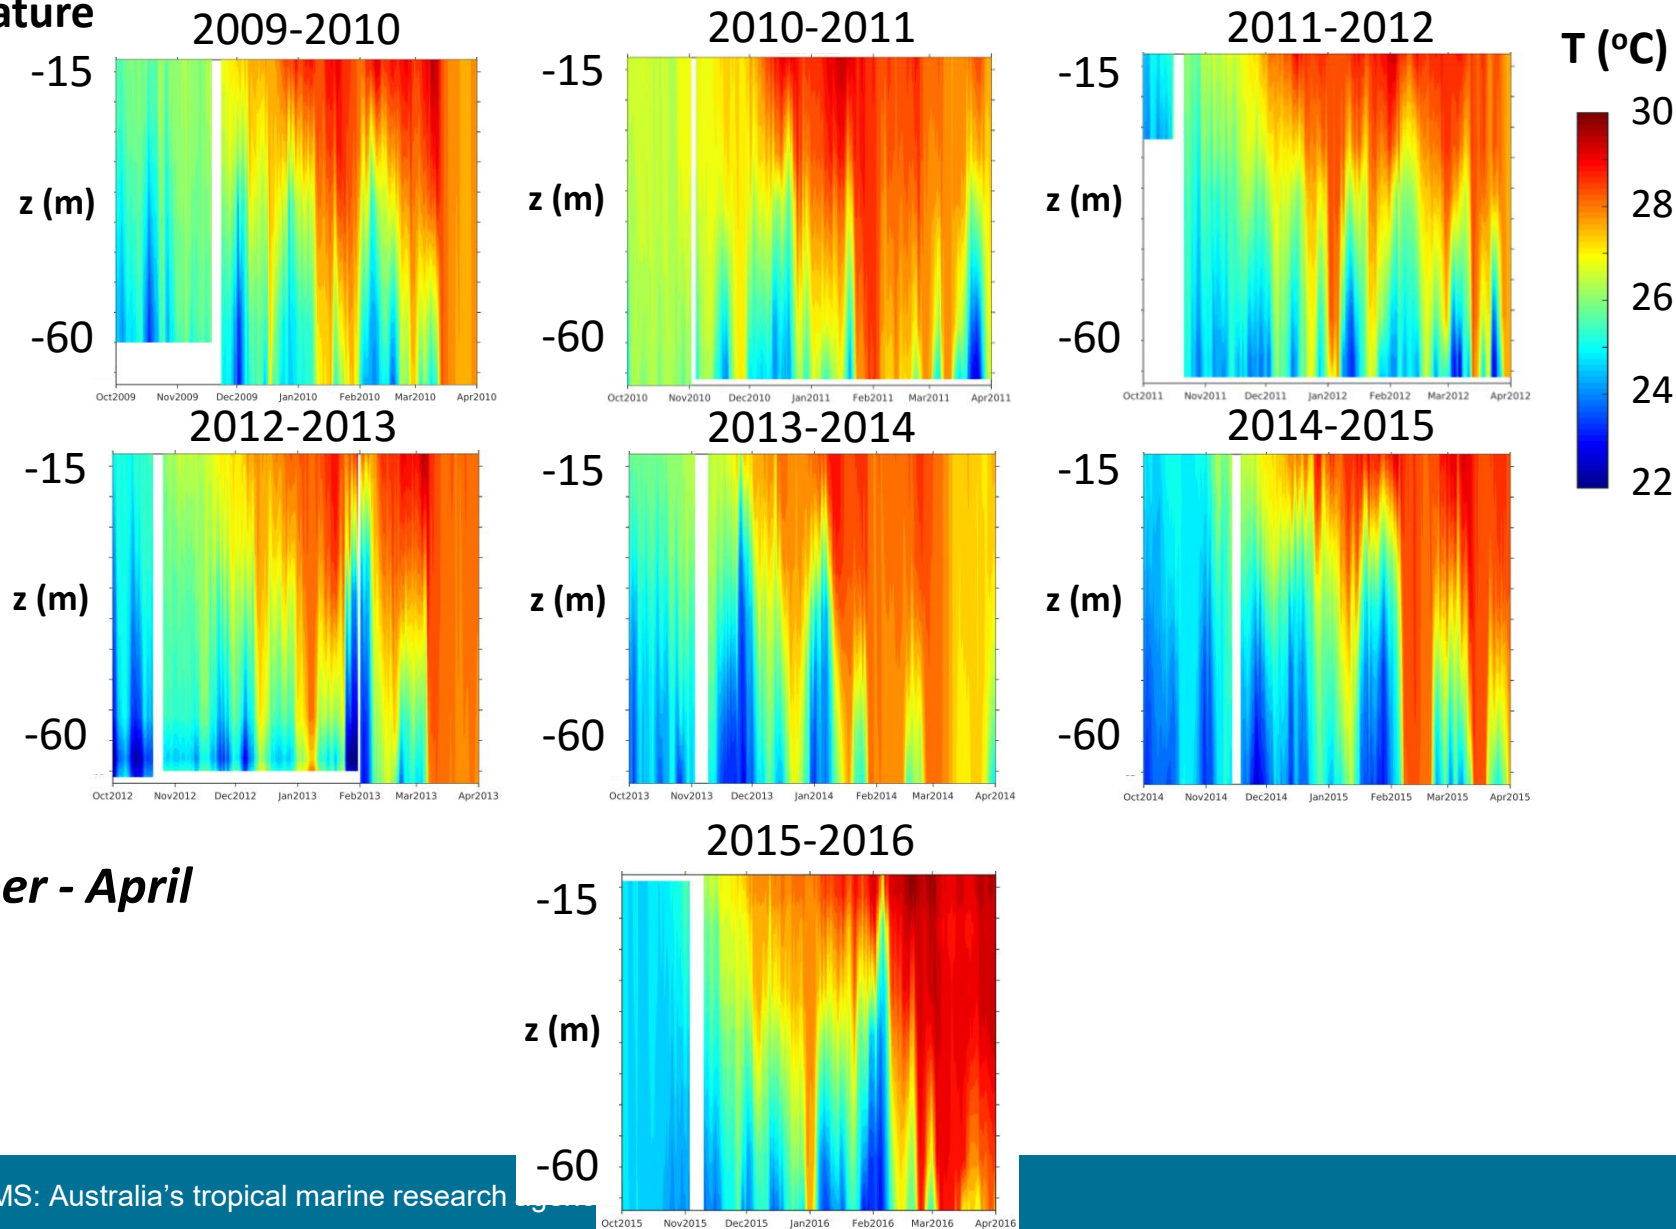 ature
2009-2010
2010-2011
2011-2012
T (ºC)
-15
z (m)
-60
Oct2009 Nov2009 Dec2009 Jan2010 Feb2010 Mar2010 Apr2010
-15
z (m)
-60
Oct2010 Nov2010 Dec2010 Jan2011 Feb2011 Mar2011 Apr2011
-15
z (m)
-60
Oct2011 Nov2011 Dec2011 Jan2012 Feb2012 Mar2012 Apr2012
30
28
26
24
22
2012-2013
2013-2014
2014-2015
-15
z (m)
-60
Oct2012 Nov2012 Dec2012 Jan2013 Feb2013 Mar2013 Apr2013
-15
z (m)
-60
Oct2013 Nov2013 Dec2013 Jan2014 Feb2014 Mar2014 Apr2014
-15
z (m)
-60
Oct2014 Nov2014 Dec2014 Jan2015 Feb2015 Mar2015 Apr2015
2015-2016
er - April
-15
z (m)
-60
Oct2015 Nov2015 Dec2015 Jan2016 Feb2016 Mar2016 Apr2016
MS: Australia's tropical marine research